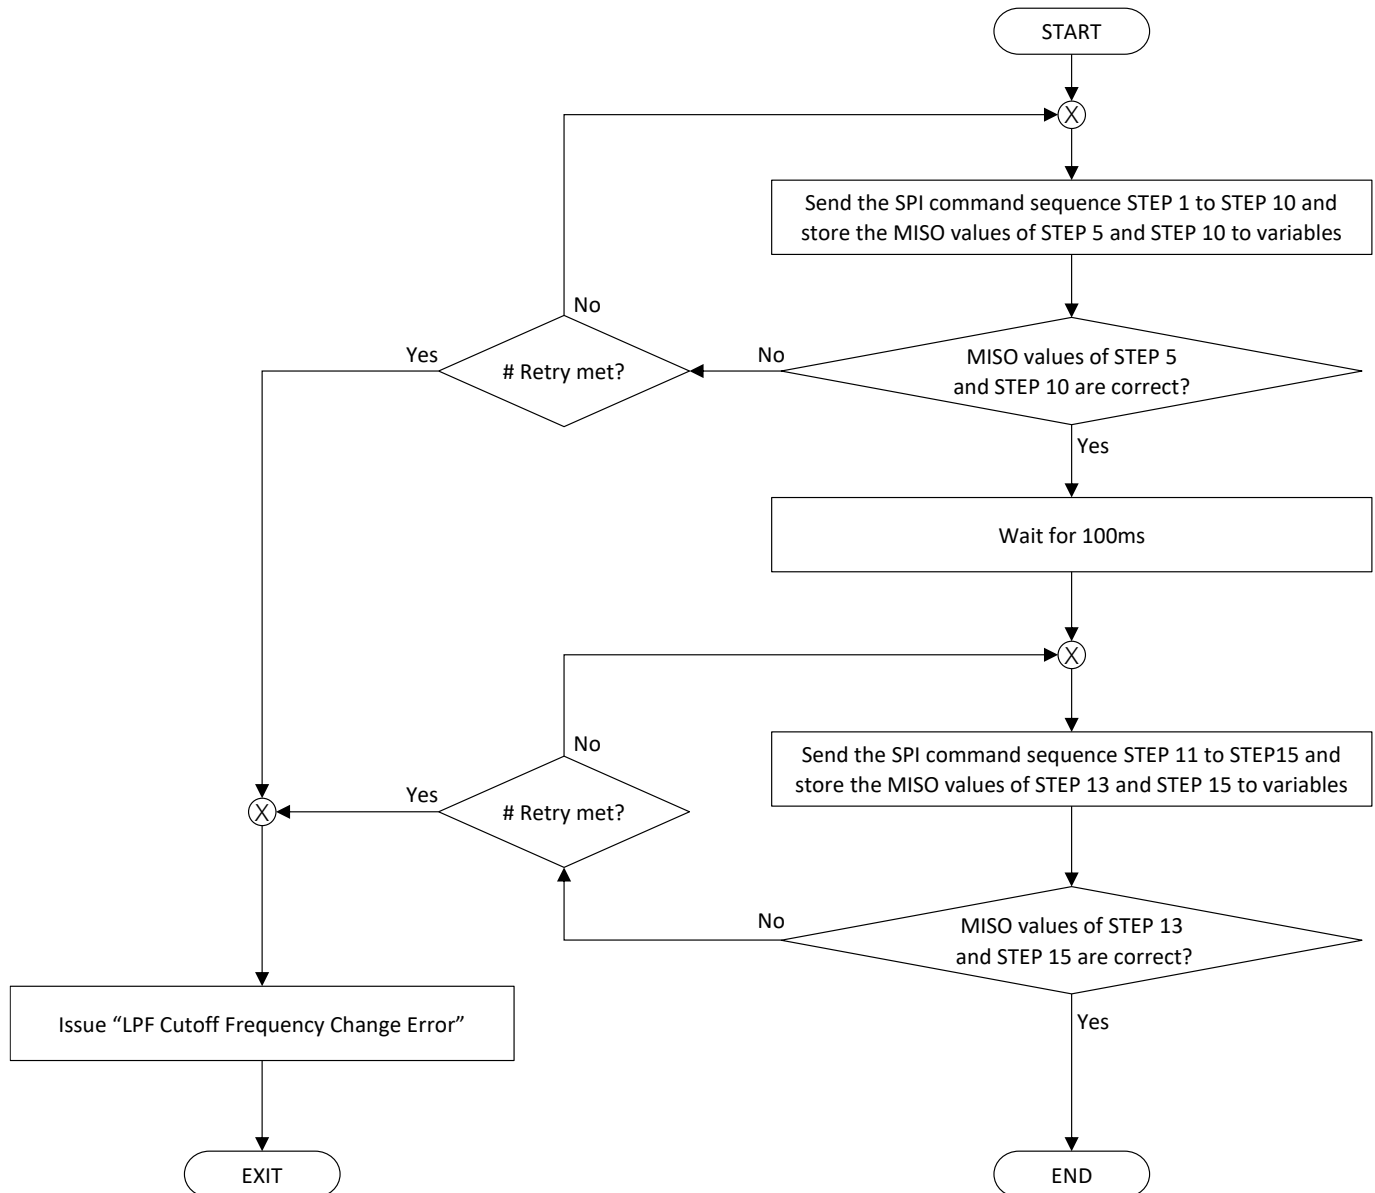 START
X
Send the SPI command sequence STEP 1 to STEP 10 and
store the MISO values of STEP 5 and STEP 10 to variables
No
Yes
# Retry met?
No
MISO values of STEP 5
and STEP 10 are correct?
Yes
Wait for 100ms
X
No
Send the SPI command sequence STEP 11 to STEP15 and
store the MISO values of STEP 13 and STEP 15 to variables
Yes
X
# Retry met?
No
MISO values of STEP 13
and STEP 15 are correct?
Yes
Issue “LPF Cutoff Frequency Change Error”
EXIT
END